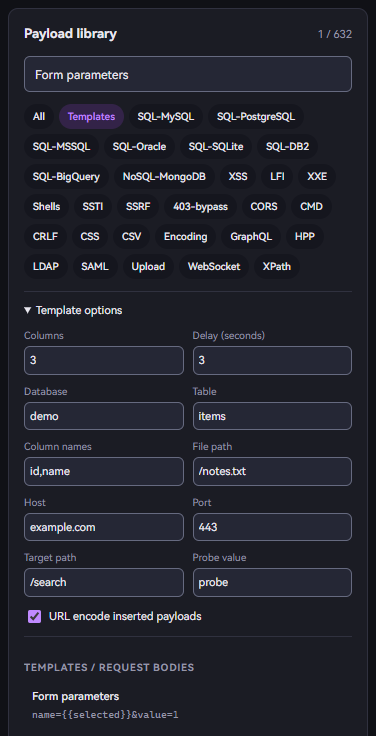 Payload library 1 / 632
Form parameters
All Templates SQL-MySQL SQL-PostgreSQL
SQL-MSSQL SQL-Oracle SQL-SQLite SQL-DB2
SQL-BigQuery NoSQL-MongoDB XSS LFI XXE
Shells SSTI SSRF 403-bypass CORS CMD
CRLF CSS CSV Encoding GraphQL HPP
LDAP SAML Upload WebSocket XPath
▼ Template options
Columns Delay (seconds)
3 3
Database Table
demo items
Column names File path
id,name /notes.txt
Host Port
example.com 443
Target path Probe value
/search probe
URL encode inserted payloads
TEMPLATES / REQUEST BODIES
Form parameters
name={{selected}}&value=1